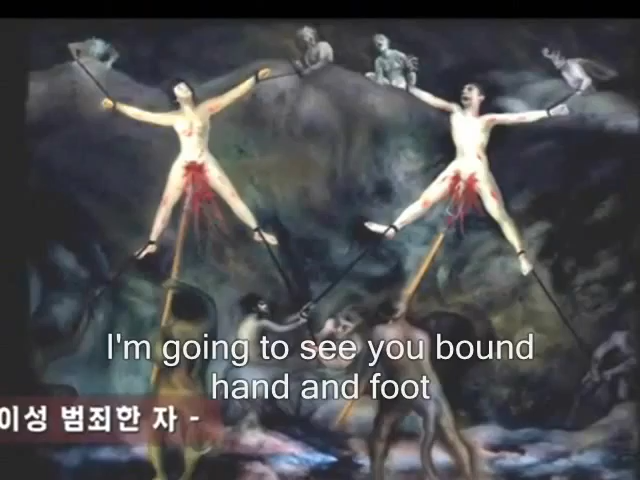 I'm going to see you bound
hand and foot
이성 범죄한 자 -